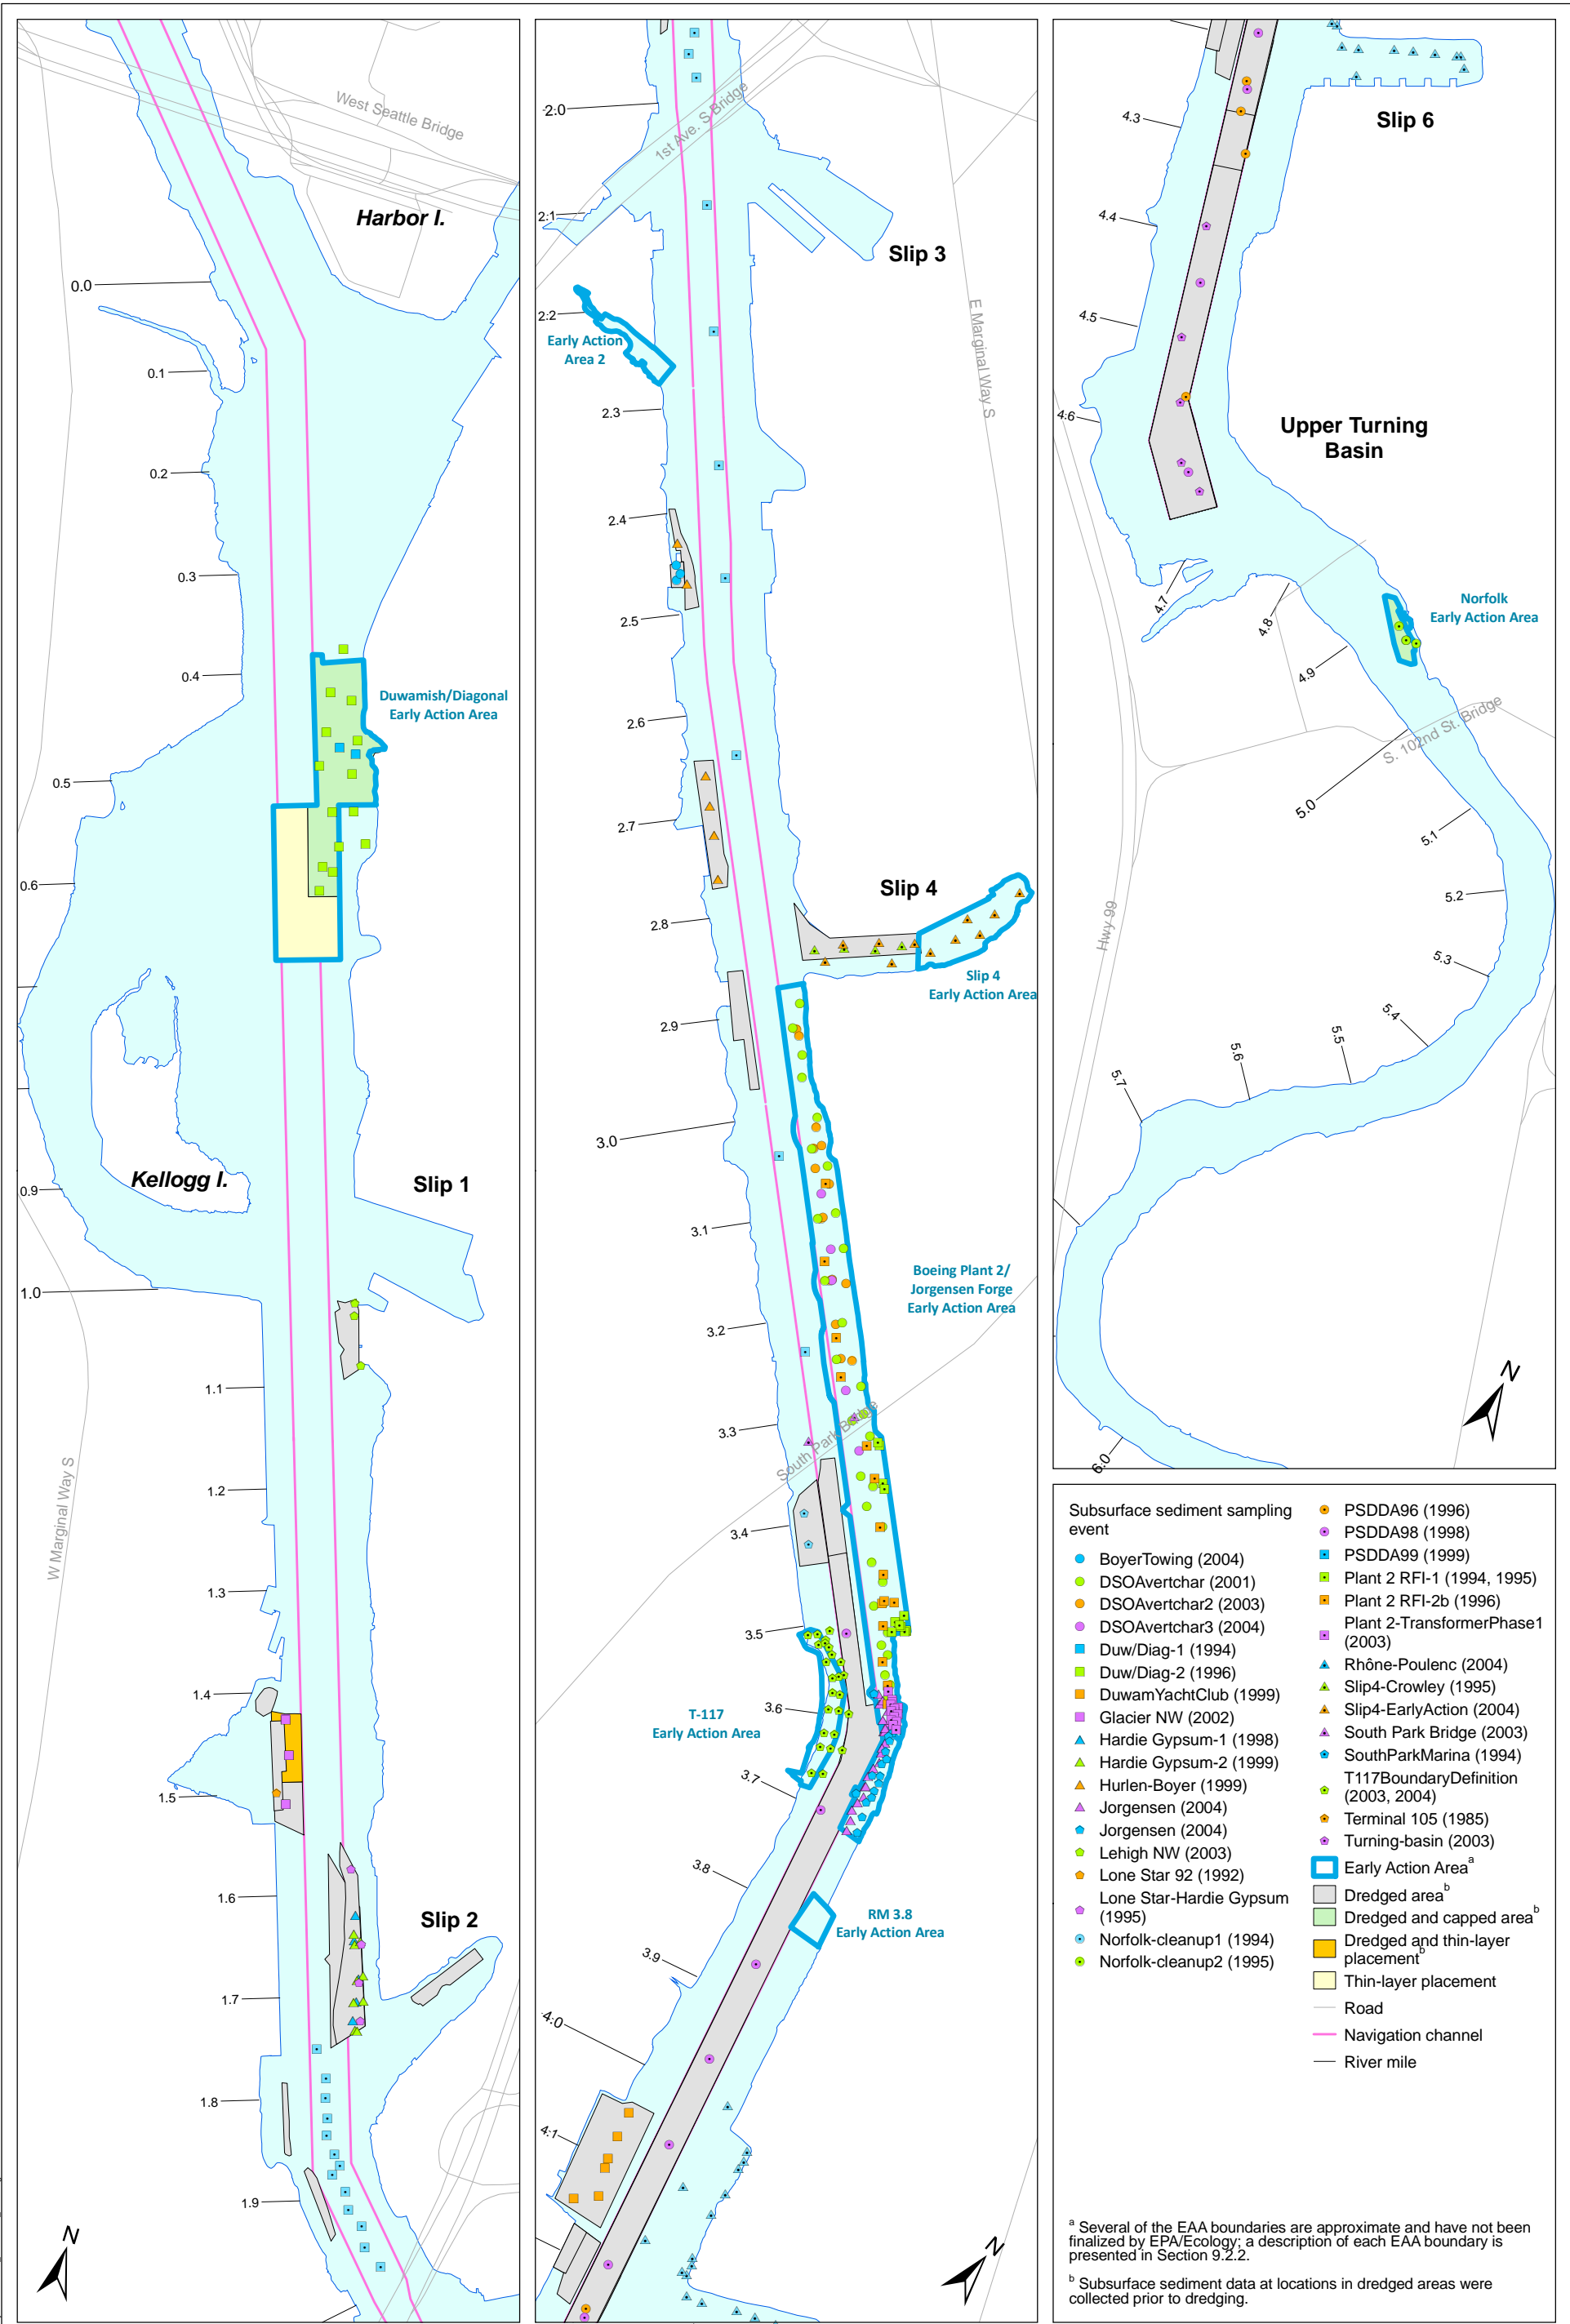 West Seattle Bridge
Harbor I.
0.0
0.1
0.2
0.3
0.4
Duwamish/Diagonal
Early Action Area
0.5
0.6
Kellogg I.
Slip 1
0.9
1.0
1.1
W Marginal Way S
1.2
1.3
1.4
1.5
1.6
Slip 2
1.7
1.8
1.9
N
2.0
1st Ave. S Bridge
2.1
Slip 3
2.2
Early Action
Area 2
E Marginal Way S
2.3
2.4
2.5
2.6
2.7
Slip 4
2.8
Slip 4
Early Action Area
2.9
3.0
3.1
Boeing Plant 2/
Jorgensen Forge
Early Action Area
3.2
3.3
South Park Bridge
3.4
3.5
3.6
T-117
Early Action Area
3.7
3.8
RM 3.8
Early Action Area
3.9
4.0
4.1
N
Slip 6
4.3
4.4
4.5
4.6
Upper Turning
Basin
4.7
4.8
Norfolk
Early Action Area
4.9
S. 102nd St. Bridge
5.0
5.1
5.2
Hwy 99
5.3
5.4
5.5
5.6
5.7
N
6.0
Subsurface sediment sampling
event
BoyerTowing (2004)
DSOAvertchar (2001)
DSOAvertchar2 (2003)
DSOAvertchar3 (2004)
Duw/Diag-1 (1994)
Duw/Diag-2 (1996)
DuwamYachtClub (1999)
Glacier NW (2002)
Hardie Gypsum-1 (1998)
Hardie Gypsum-2 (1999)
Hurlen-Boyer (1999)
Jorgensen (2004)
Jorgensen (2004)
Lehigh NW (2003)
Lone Star 92 (1992)
Lone Star-Hardie Gypsum
(1995)
Norfolk-cleanup1 (1994)
Norfolk-cleanup2 (1995)
PSDDA96 (1996)
PSDDA98 (1998)
PSDDA99 (1999)
Plant 2 RFI-1 (1994, 1995)
Plant 2 RFI-2b (1996)
Plant 2-TransformerPhase1
(2003)
Rhône-Poulenc (2004)
Slip4-Crowley (1995)
Slip4-EarlyAction (2004)
South Park Bridge (2003)
SouthParkMarina (1994)
T117BoundaryDefinition
(2003, 2004)
Terminal 105 (1985)
Turning-basin (2003)
Early Action Area a
Dredged area b
Dredged and capped area b
Dredged and thin-layer
placement b
Thin-layer placement
Road
Navigation channel
River mile
a Several of the EAA boundaries are approximate and have not been
finalized by EPA/Ecology; a description of each EAA boundary is
presented in Section 9.2.2.
b Subsurface sediment data at locations in dredged areas were
collected prior to dredging.